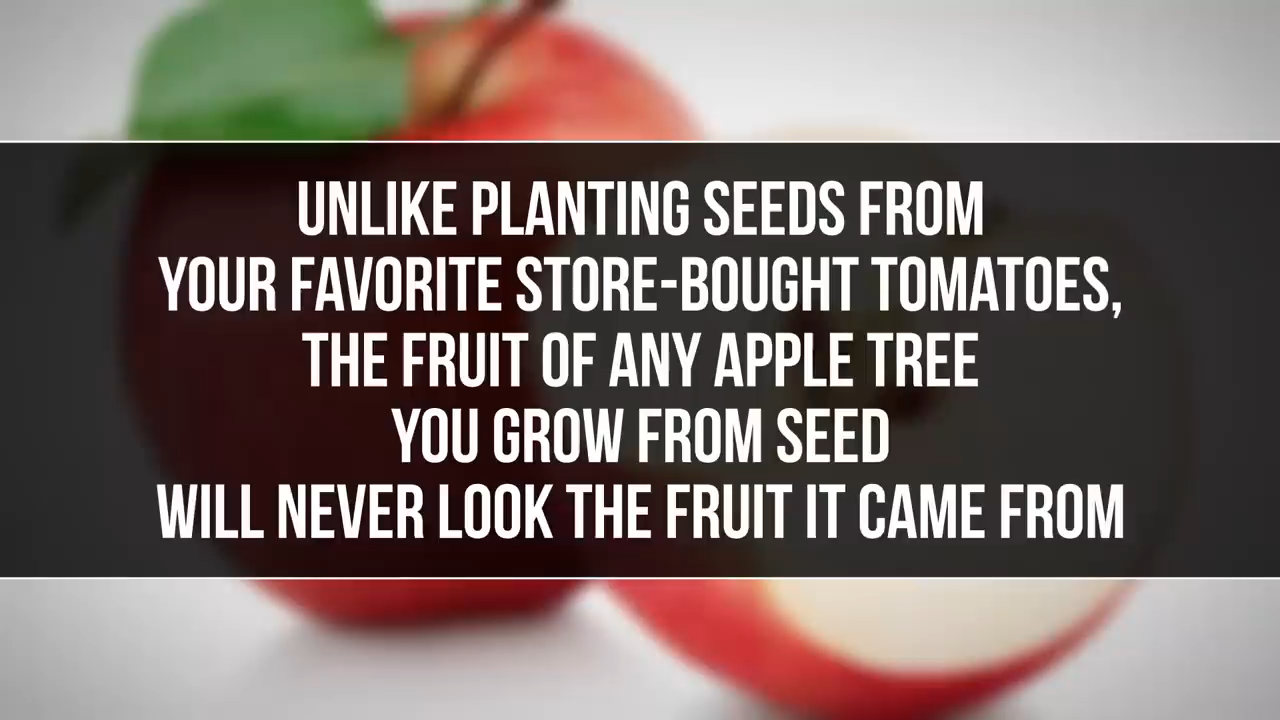 UNLIKE PLANTING SEEDS FROM
YOUR FAVORITE STORE-BOUGHT TOMATOES,
THE FRUIT OF ANY APPLE TREE
YOU GROW FROM SEED
WILL NEVER LOOK THE FRUIT IT CAME FROM